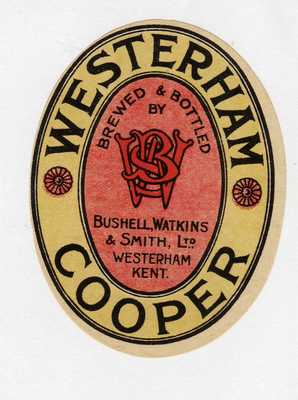 WESTERHAM
BREWED & BOTTLED
BY
BWS
BUSHELL, WATKINS
& SMITH, LTD
WESTERHAM
KENT.
COOPER